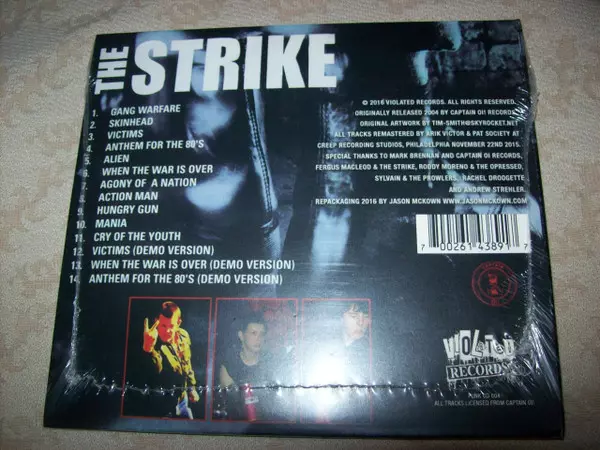 THE STRIKE
1. GANG WARFARE
2. SKINHEAD
3. VICTIMS
4. ANTHEM FOR THE 80'S
5. ALIEN
6. WHEN THE WAR IS OVER
7. AGONY OF A NATION
8. ACTION MAN
9. HUNGRY GUN
10. MANIA
11. CRY OF THE YOUTH
12. VICTIMS (DEMO VERSION)
13. WHEN THE WAR IS OVER (DEMO VERSION)
14. ANTHEM FOR THE 80'S (DEMO VERSION)
© 2016 VIOLATED RECORDS. ALL RIGHTS RESERVED.
ORIGINALLY RELEASED 2004 BY CAPTAIN OI! RECORDS.
ORIGINAL ARTWORK BY TIM-SMITH@SKYROCKET.NET
ALL TRACKS REMASTERED BY ARIK VICTOR & PAT SOCIETY AT
CREEP RECORDING STUDIOS, PHILADELPHIA NOVEMBER 22ND 2015.
SPECIAL THANKS TO MARK BRENNAN AND CAPTAIN OI! RECORDS,
FERGUS MACLEOD & THE STRIKE, RODDY MORENO & THE OPRESSED,
SYLVAIN & THE PROWLERS, RACHEL DROOGETTE
AND ANDREW STREHLER.
REPACKAGING 2016 BY JASON MCKOWN WWW.JASONMCKOWN.COM
7 00261 43891 7
VIOLATED
RECORDS
ALL TRACKS LICENSED FROM CAPTAIN OI!